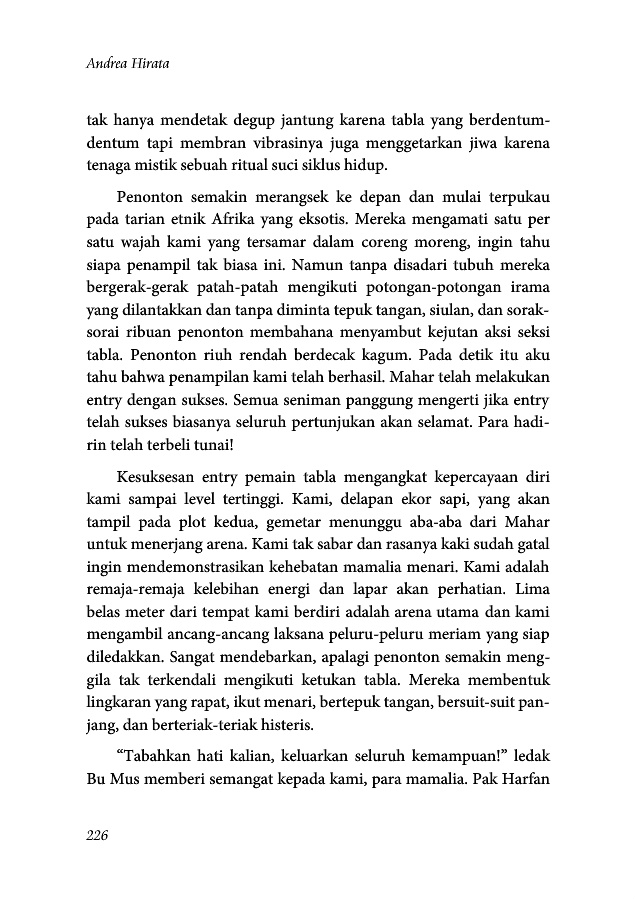 Andrea Hirata
tak hanya mendetak degup jantung karena tabla yang berdentum-
dentum tapi membran vibrasinya juga menggetarkan jiwa karena
tenaga mistik sebuah ritual suci siklus hidup.
Penonton semakin merangsek ke depan dan mulai terpukau
pada tarian etnik Afrika yang eksotis. Mereka mengamati satu per
satu wajah kami yang tersamar dalam coreng moreng, ingin tahu
siapa penampil tak biasa ini. Namun tanpa disadari tubuh mereka
bergerak-gerak patah-patah mengikuti potongan-potongan irama
yang dilantakkan dan tanpa diminta tepuk tangan, siulan, dan sorak-
sorai ribuan penonton membahana menyambut kejutan aksi seksi
tabla. Penonton riuh rendah berdecak kagum. Pada detik itu aku
tahu bahwa penampilan kami telah berhasil. Mahar telah melakukan
entry dengan sukses. Semua seniman panggung mengerti jika entry
telah sukses biasanya seluruh pertunjukan akan selamat. Para hadi-
rin telah terbeli tunai!
Kesuksesan entry pemain tabla mengangkat kepercayaan diri
kami sampai level tertinggi. Kami, delapan ekor sapi, yang akan
tampil pada plot kedua, gemetar menunggu aba-aba dari Mahar
untuk menerjang arena. Kami tak sabar dan rasanya kaki sudah gatal
ingin mendemonstrasikan kehebatan mamalia menari. Kami adalah
remaja-remaja kelebihan energi dan lapar akan perhatian. Lima
belas meter dari tempat kami berdiri adalah arena utama dan kami
mengambil ancang-ancang laksana peluru-peluru meriam yang siap
diledakkan. Sangat mendebarkan, apalagi penonton semakin meng-
gila tak terkendali mengikuti ketukan tabla. Mereka membentuk
lingkaran yang rapat, ikut menari, bertepuk tangan, bersuit-suit pan-
jang, dan berteriak-teriak histeris.
“Tabahkan hati kalian, keluarkan seluruh kemampuan!” ledak
Bu Mus memberi semangat kepada kami, para mamalia. Pak Harfan
226